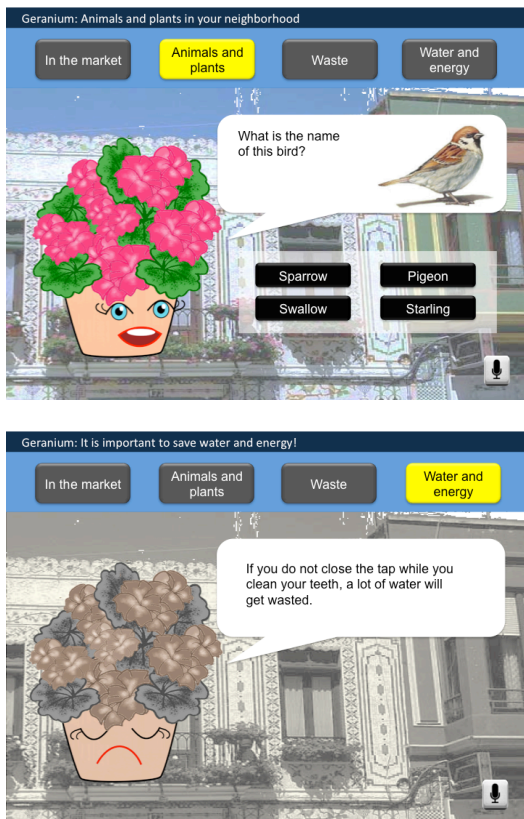 Geranium: Animals and plants in your neighborhood
In the market
Animals and
plants
Waste
Water and
energy
What is the name
of this bird?
Sparrow
Pigeon
Swallow
Starling
Geranium: It is important to save water and energy!
In the market
Animals and
plants
Waste
Water and
energy
If you do not close the tap while you
clean your teeth, a lot of water will
get wasted.